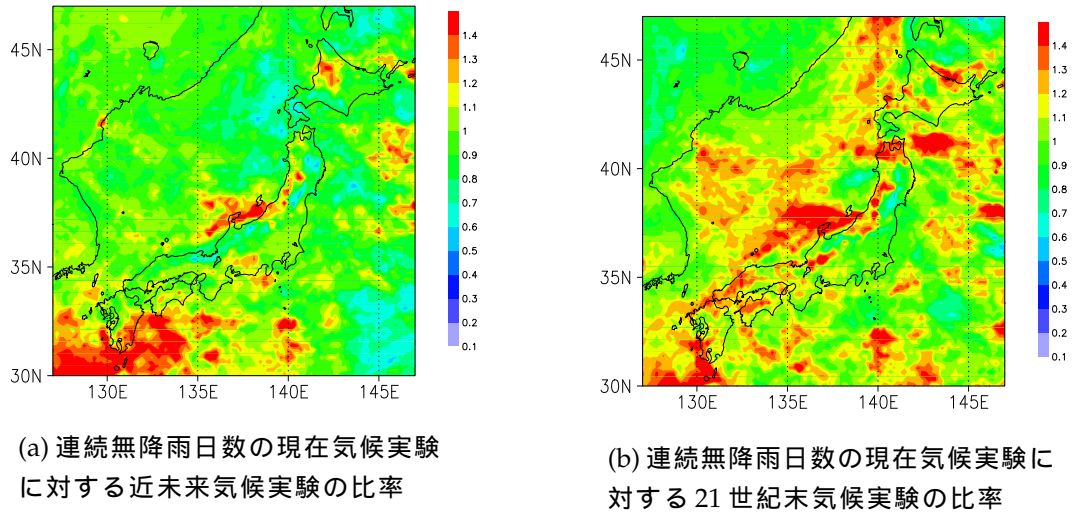 45N
40N
35N
30N
130E
135E
140E
145E
1.4
1.3
1.2
1.1
1
0.9
0.8
0.7
0.6
0.5
0.4
0.3
0.2
0.1
(a) 連続無降雨日数の現在気候実験
に対する近未来気候実験の比率
45N
40N
35N
30N
130E
135E
140E
145E
1.4
1.3
1.2
1.1
1
0.9
0.8
0.7
0.6
0.5
0.4
0.3
0.2
0.1
(b) 連続無降雨日数の現在気候実験に
対する 21 世紀末気候実験の比率